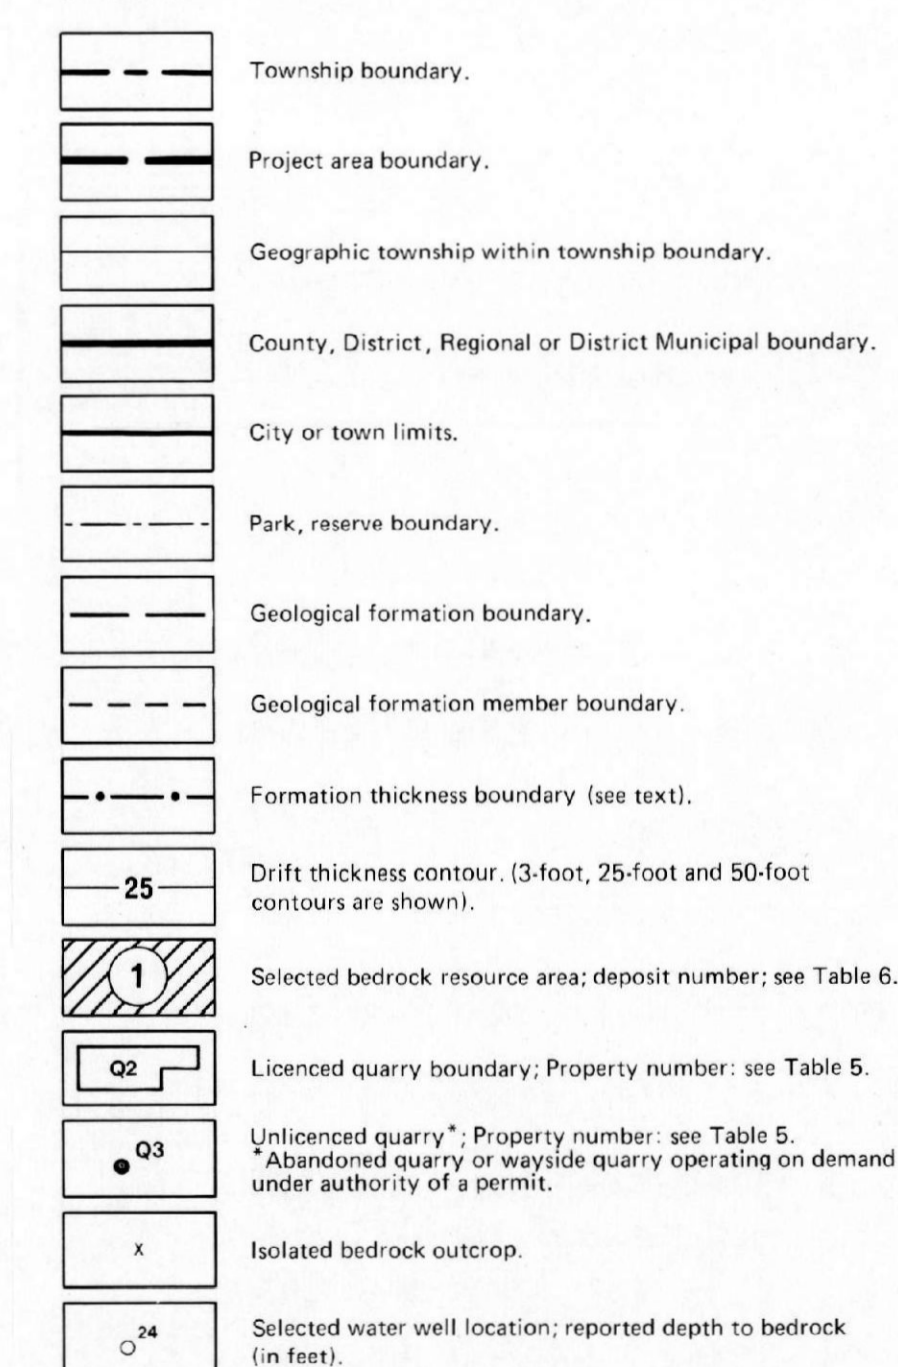 Township boundary.
Project area boundary.
Geographic township within township boundary.
County, District, Regional or District Municipal boundary.
City or town limits.
Park, reserve boundary.
Geological formation boundary.
Geological formation member boundary.
Formation thickness boundary (see text).
25 Drift thickness contour. (3-foot, 25-foot and 50-foot
contours are shown).
1 Selected bedrock resource area; deposit number; see Table 6.
Q2 Licenced quarry boundary; Property number: see Table 5.
Q3 Unlicenced quarry*; Property number: see Table 5.
*Abandoned quarry or wayside quarry operating on demand
under authority of a permit.
x Isolated bedrock outcrop.
24 Selected water well location; reported depth to bedrock
(in feet).